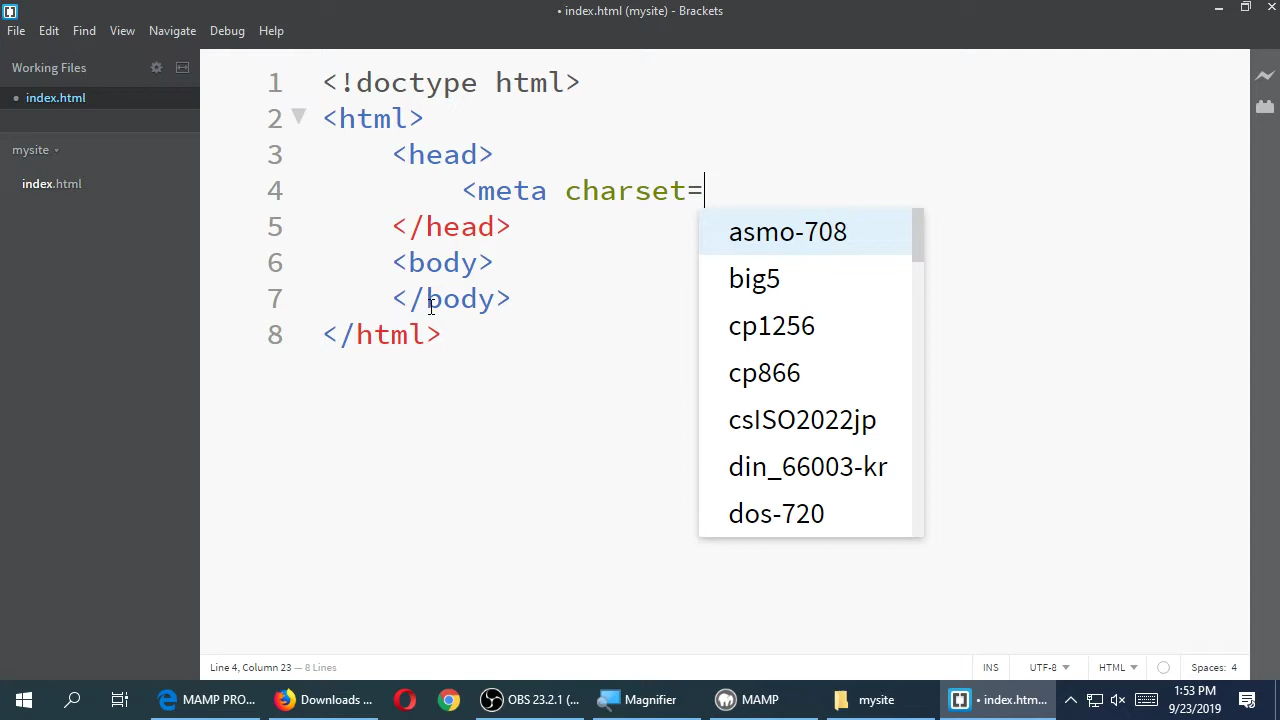 • index.html (mysite) - Brackets
File Edit Find View Navigate Debug Help
Working Files
• index.html
mysite
index.html
1 <!doctype html>
2 <html>
3 <head>
4 <meta charset=
5 </head>
6 <body>
7 </body>
8 </html>
asmo-708
big5
cp1256
cp866
csISO2022jp
din_66003-kr
dos-720
Line 4, Column 23 — 8 Lines
INS UTF-8 HTML Spaces: 4
MAMP PRO... Downloads ... OBS 23.2.1 (... Magnifier MAMP mysite • index.htm...
1:53 PM
9/23/2019